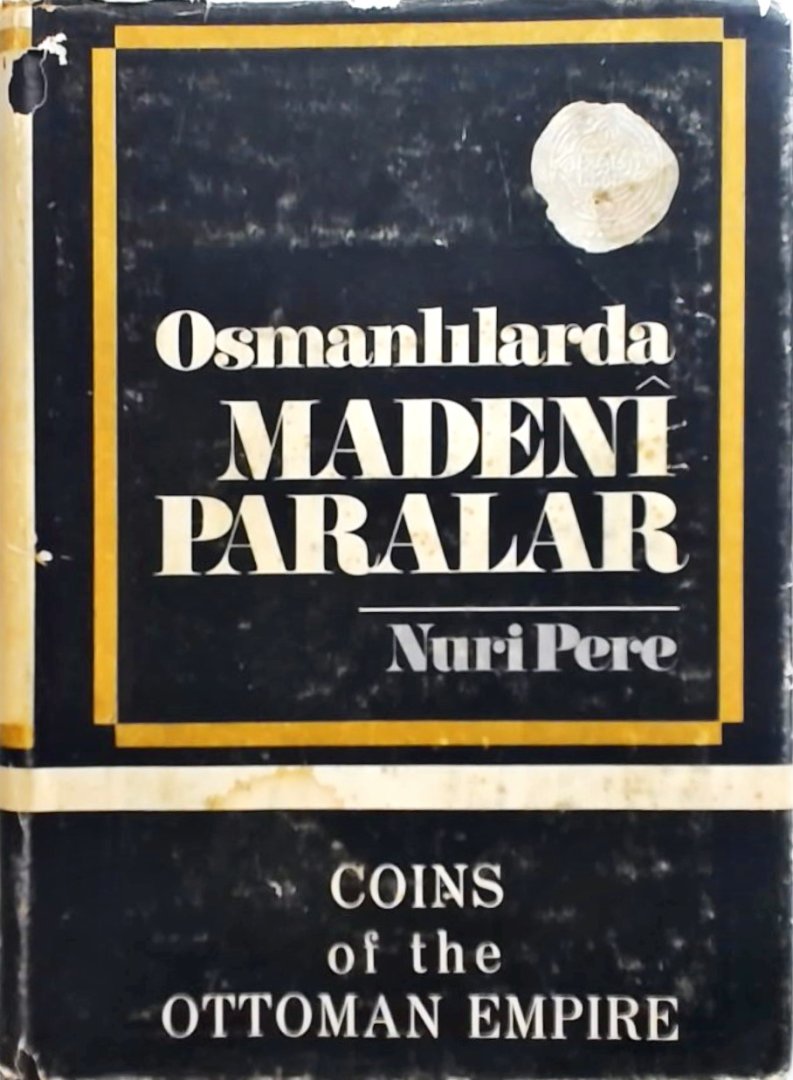 Osmanlılarda
MADENÎ
PARALAR
Nuri Pere
COINS
of the
OTTOMAN EMPIRE